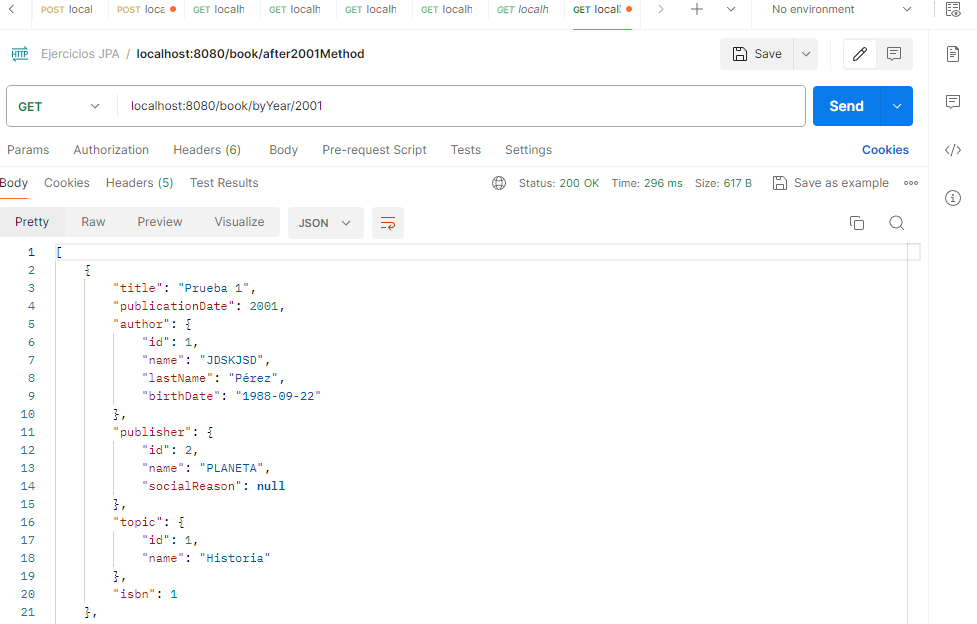 POST local POST loca GET localh GET localh GET localh GET localh GET localh GET local No environment
HTTP Ejercicios JPA / localhost:8080/book/after2001Method Save
GET localhost:8080/book/byYear/2001 Send
Params Authorization Headers (6) Body Pre-request Script Tests Settings Cookies
Body Cookies Headers (5) Test Results Status: 200 OK Time: 296 ms Size: 617 B Save as example
Pretty Raw Preview Visualize JSON
1 [
2 {
3 "title": "Prueba 1",
4 "publicationDate": 2001,
5 "author": {
6 "id": 1,
7 "name": "JDSKJSD",
8 "lastName": "Pérez",
9 "birthDate": "1988-09-22"
10 },
11 "publisher": {
12 "id": 2,
13 "name": "PLANETA",
14 "socialReason": null
15 },
16 "topic": {
17 "id": 1,
18 "name": "Historia"
19 },
20 "isbn": 1
21 },